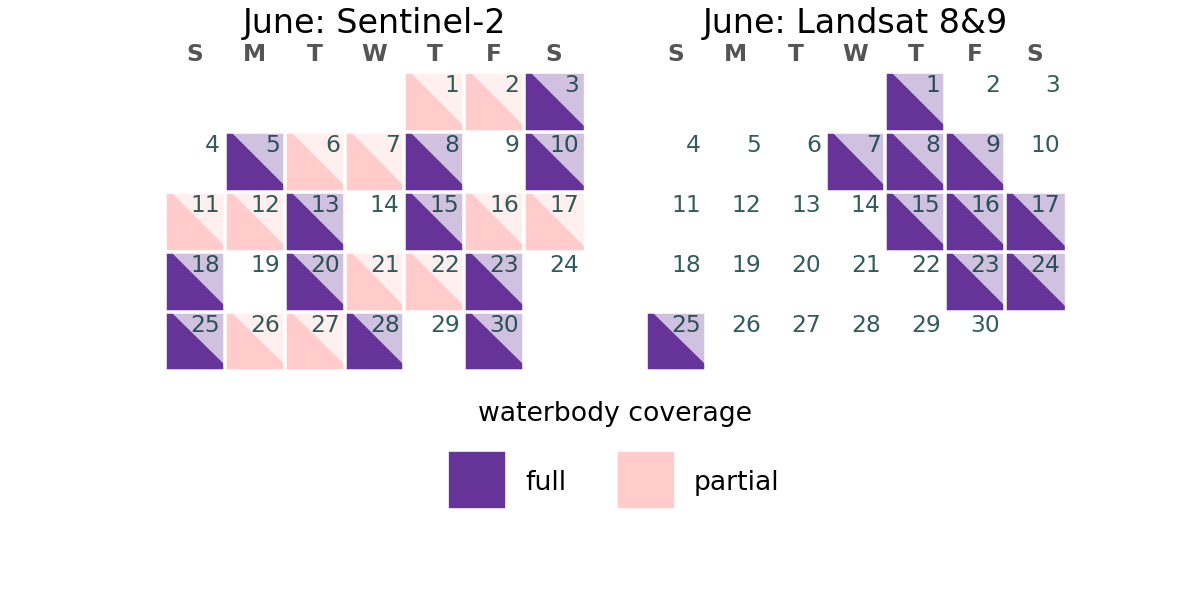 June: Sentinel-2
S M T W T F S
1 2 3
4 5 6 7 8 9 10
11 12 13 14 15 16 17
18 19 20 21 22 23 24
25 26 27 28 29 30
June: Landsat 8&9
S M T W T F S
1 2 3
4 5 6 7 8 9 10
11 12 13 14 15 16 17
18 19 20 21 22 23 24
25 26 27 28 29 30
waterbody coverage
full partial